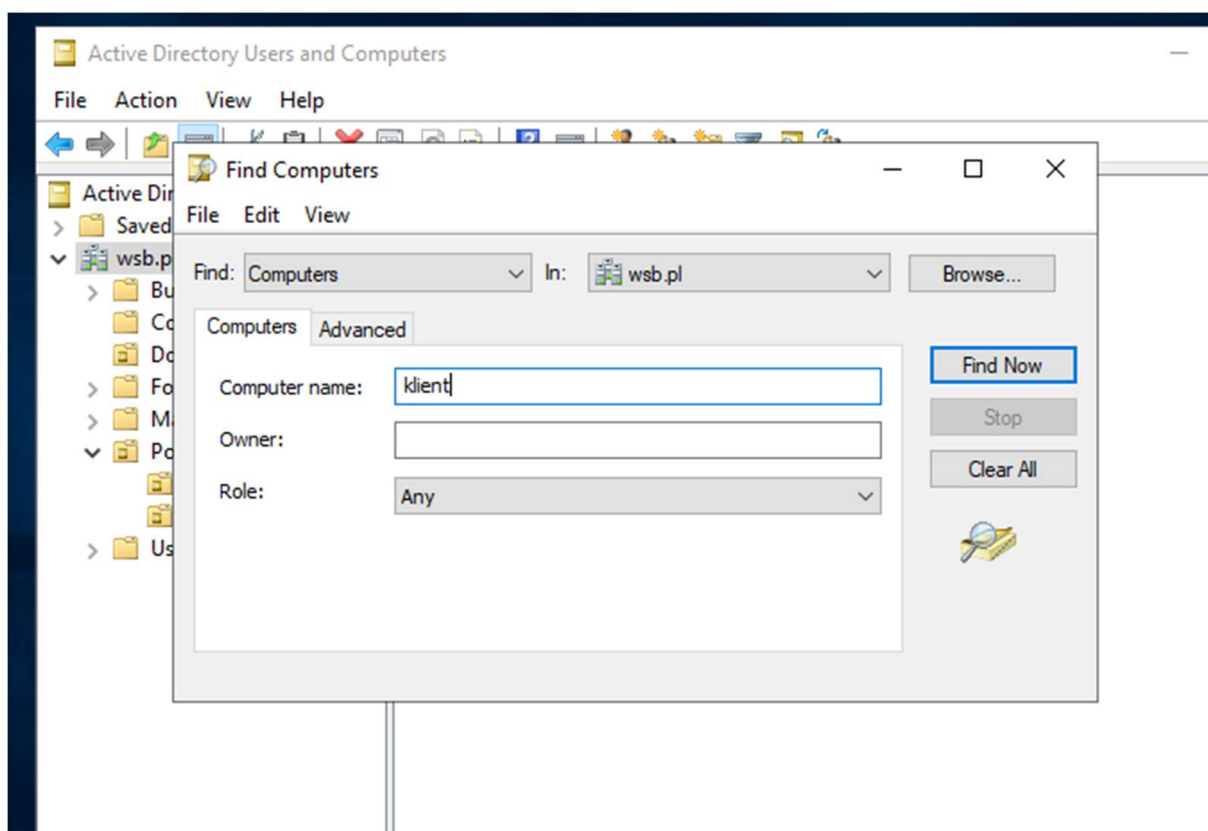 Active Directory Users and Computers
File Action View Help
Find Computers
Active Dir
File Edit View
Saved
wsb.p
Find: Computers In: wsb.pl Browse...
Bu
Computers Advanced
Co
Do
Find Now
Fo
Computer name: klient
Ma
Stop
Owner:
Po
Clear All
Role: Any
Us